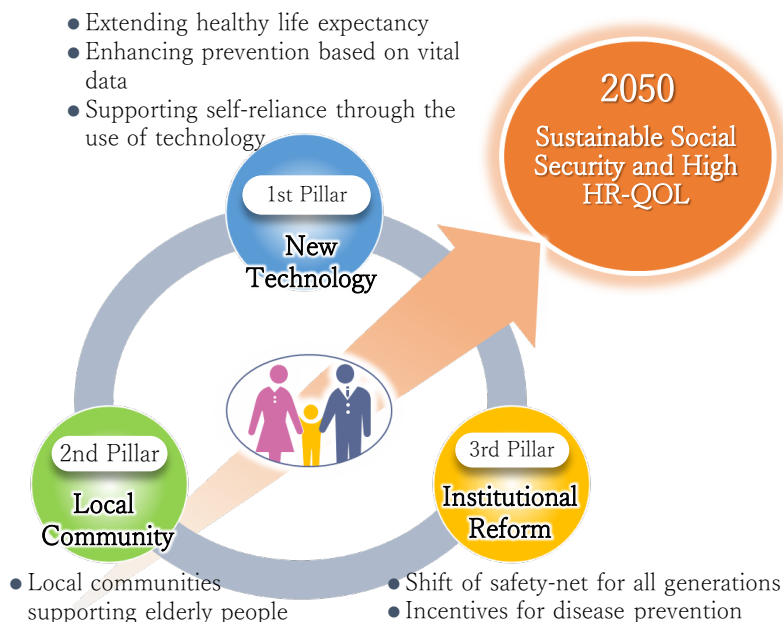 ● Extending healthy life expectancy
● Enhancing prevention based on vital
data
● Supporting self-reliance through the
use of technology
2050
Sustainable Social
Security and High
HR-QOL
1st Pillar
New
Technology
2nd Pillar
Local
Community
3rd Pillar
Institutional
Reform
● Local communities
supporting elderly people
● Shift of safety-net for all generations
● Incentives for disease prevention